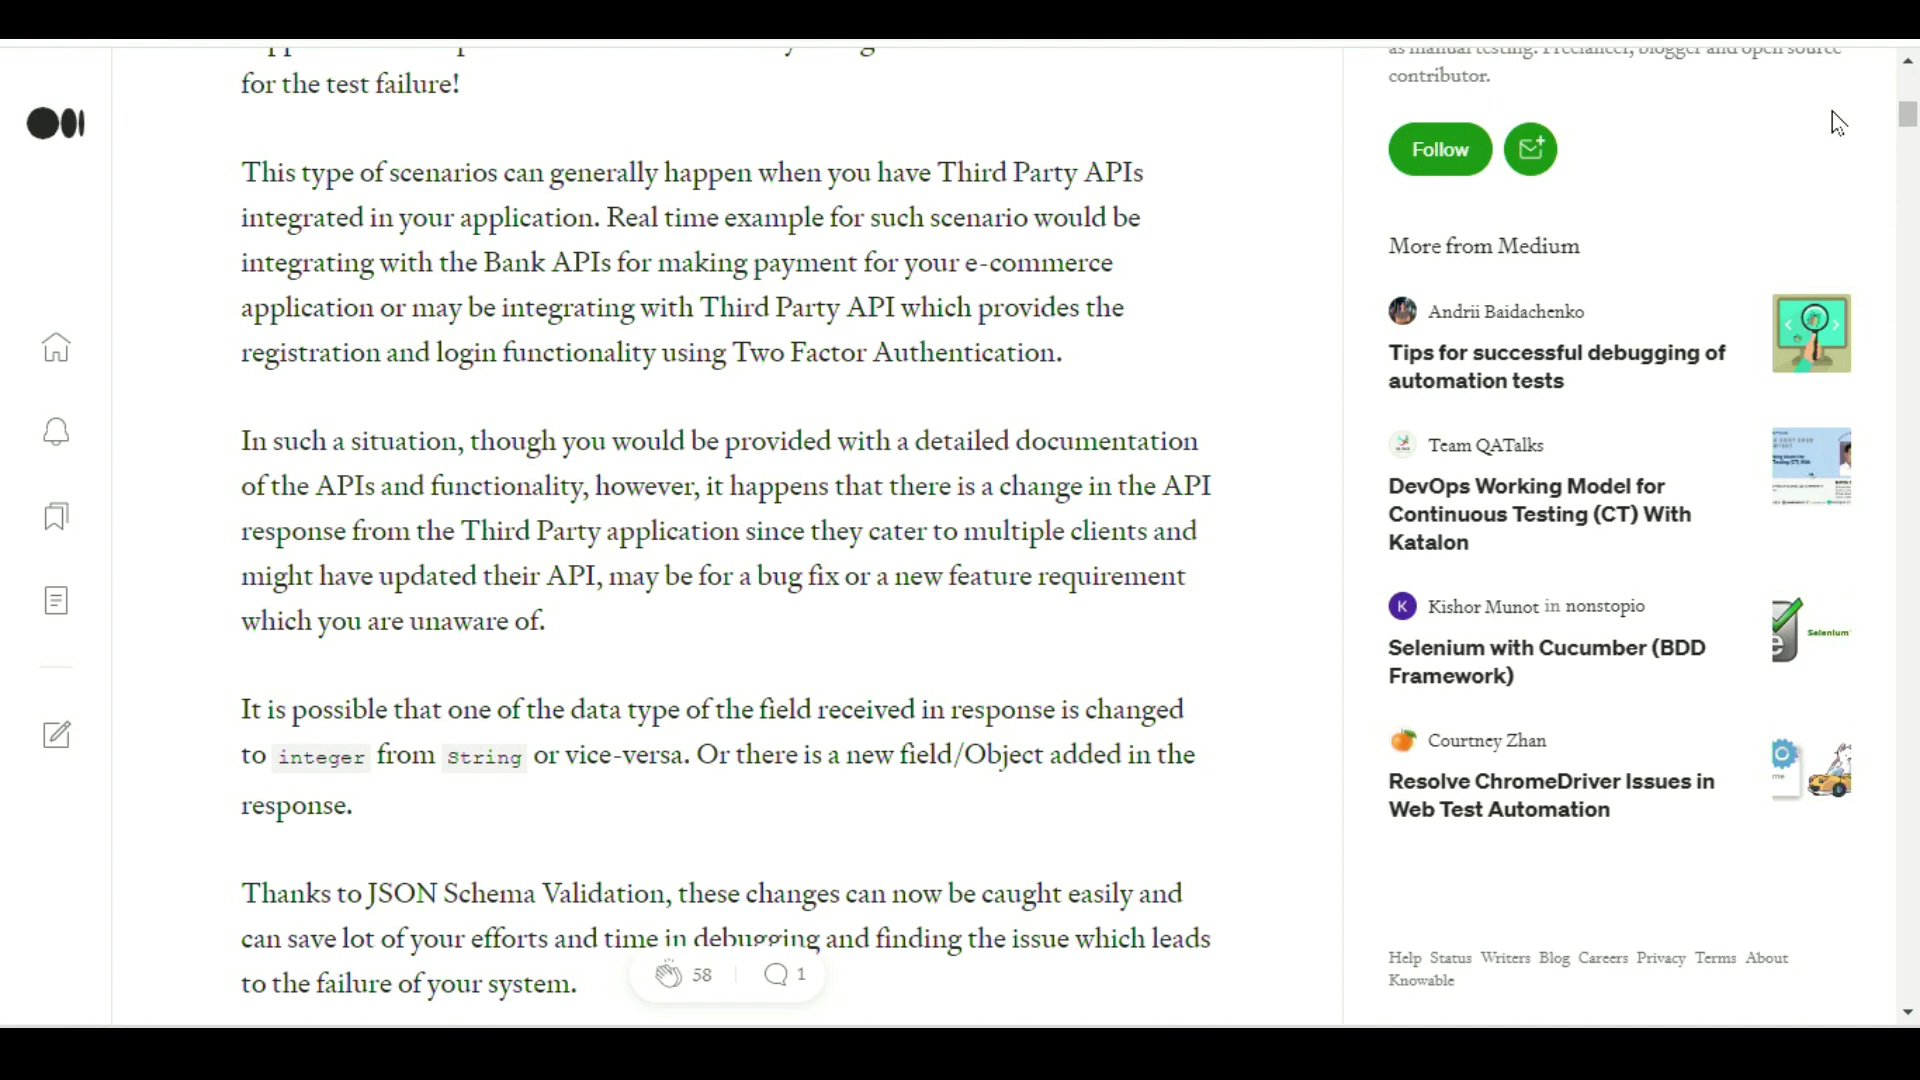 for the test failure!
This type of scenarios can generally happen when you have Third Party APIs
integrated in your application. Real time example for such scenario would be
integrating with the Bank APIs for making payment for your e-commerce
application or may be integrating with Third Party API which provides the
registration and login functionality using Two Factor Authentication.
In such a situation, though you would be provided with a detailed documentation
of the APIs and functionality, however, it happens that there is a change in the API
response from the Third Party application since they cater to multiple clients and
might have updated their API, may be for a bug fix or a new feature requirement
which you are unaware of.
It is possible that one of the data type of the field received in response is changed
to integer from String or vice-versa. Or there is a new field/Object added in the
response.
Thanks to JSON Schema Validation, these changes can now be caught easily and
can save lot of your efforts and time in debugging and finding the issue which leads
to the failure of your system.
58 1
as manual testing. Freelancer, blogger and open source
contributor.
Follow
More from Medium
Andrii Baidachenko
Tips for successful debugging of
automation tests
Team QATalks
DevOps Working Model for
Continuous Testing (CT) With
Katalon
K Kishor Munot in nonstopio
Selenium with Cucumber (BDD
Framework)
Selenium
Courtney Zhan
Resolve ChromeDriver Issues in
Web Test Automation
Help Status Writers Blog Careers Privacy Terms About
Knowable